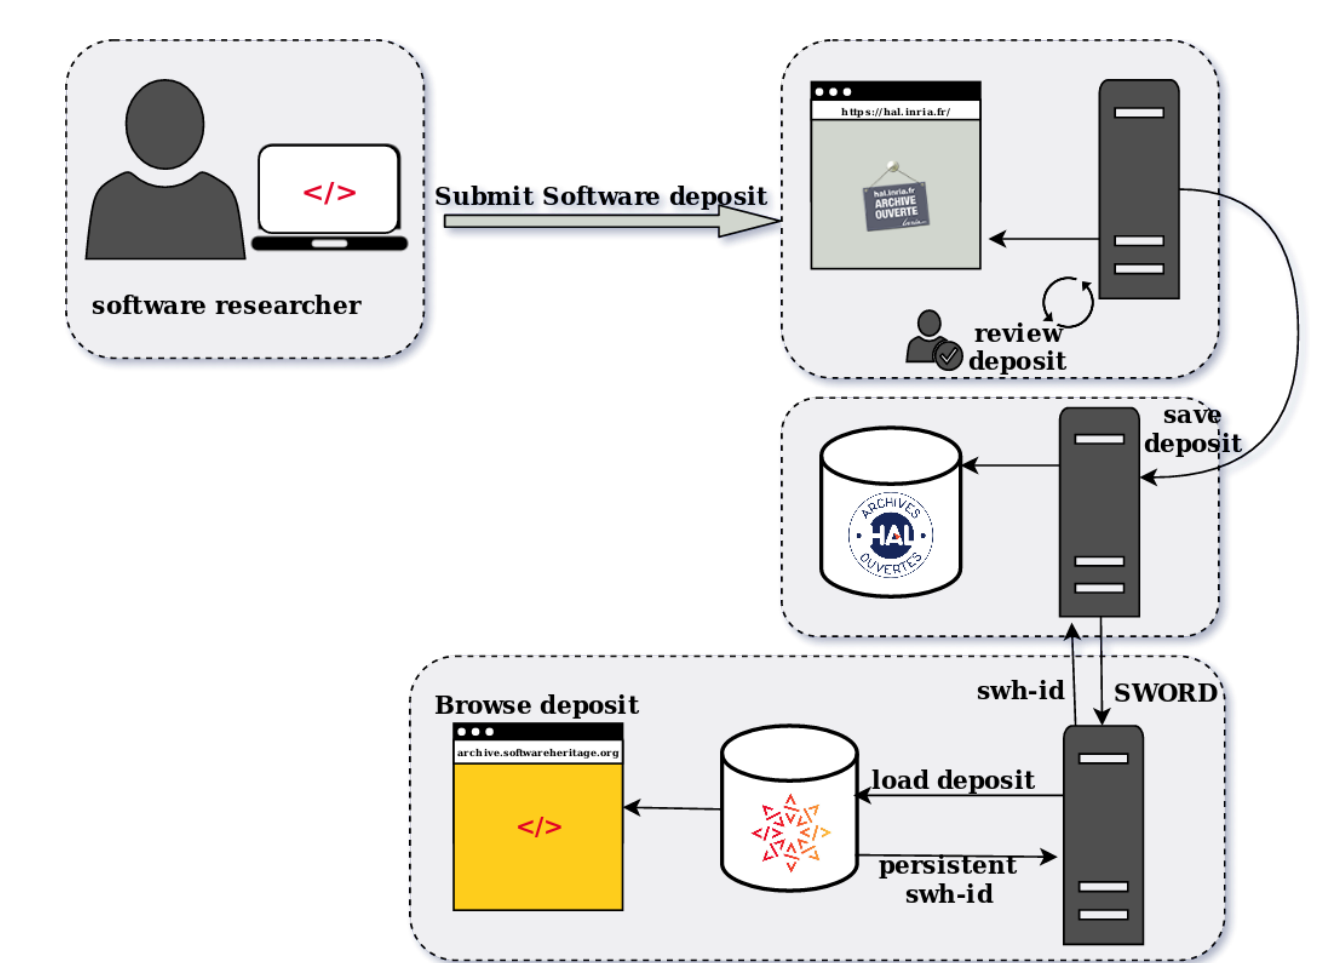 </>
software researcher
Submit Software deposit
https://hal.inria.fr/
hal.inria.fr
ARCHIVE
OUVERTE
Inria
review
deposit
save
deposit
ARCHIVES
HAL
OUVERTES
swh-id
SWORD
Browse deposit
archive.softwareheritage.org
</>
load deposit
persistent
swh-id